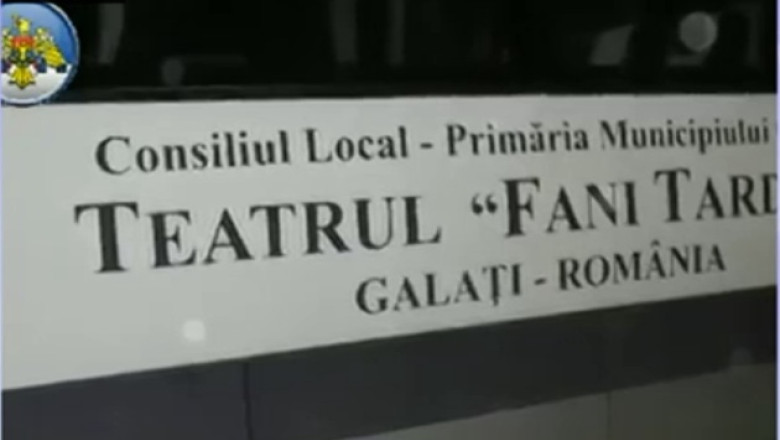 Consiliul Local - Primăria Municipiului
TEATRUL "FANI TARD
GALAȚI - ROMÂNIA